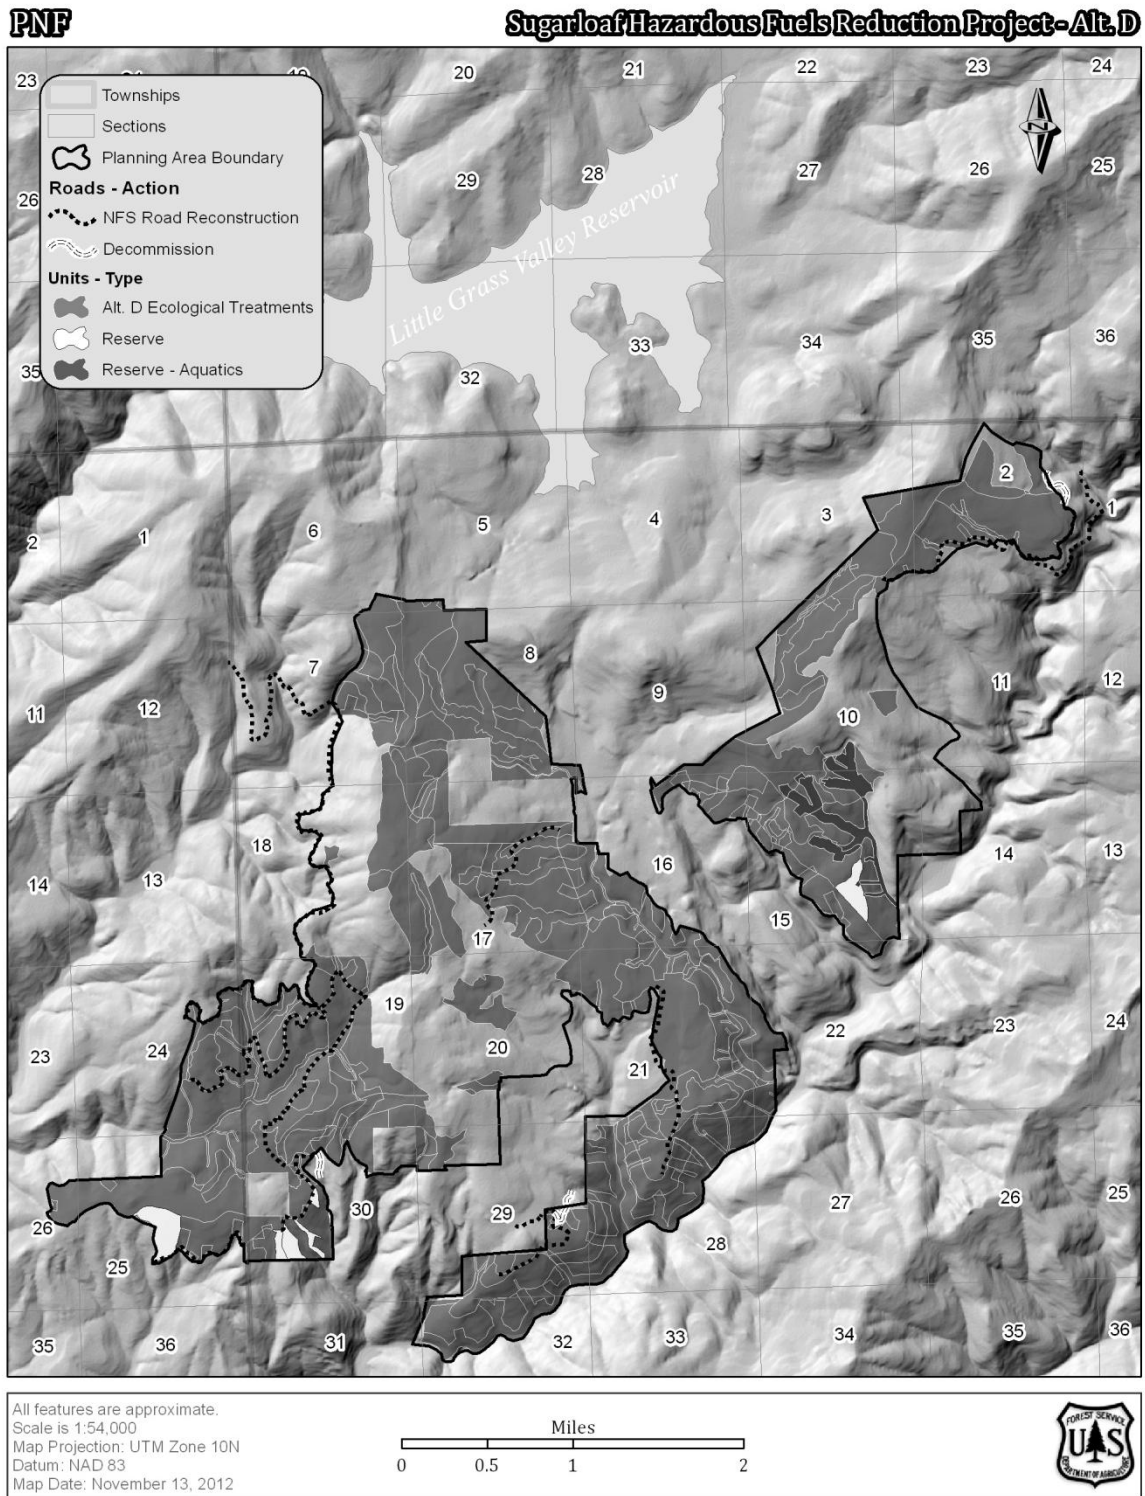 PNF
Sugarloaf Hazardous Fuels Reduction Project - Alt. D
23 20 21 22 23 24
Townships
Sections
Planning Area Boundary
Roads - Action
NFS Road Reconstruction
Decommission
Units - Type
Alt. D Ecological Treatments
Reserve
Reserve - Aquatics
N
26 29 28 27 26 25
Little Grass Valley Reservoir
35 32 33 34 35 36
2 1 6 5 4 3 2 1
11 12 7 8 9 10 11 12
14 13 18 17 16 15 14 13
23 24 19 20 21 22 23 24
26 25 30 29 28 27 26 25
35 36 31 32 33 34 35 36
All features are approximate.
Scale is 1:54,000
Map Projection: UTM Zone 10N
Datum: NAD 83
Map Date: November 13, 2012
Miles
0 0.5 1 2
FOREST SERVICE
U S
DEPARTMENT OF AGRICULTURE